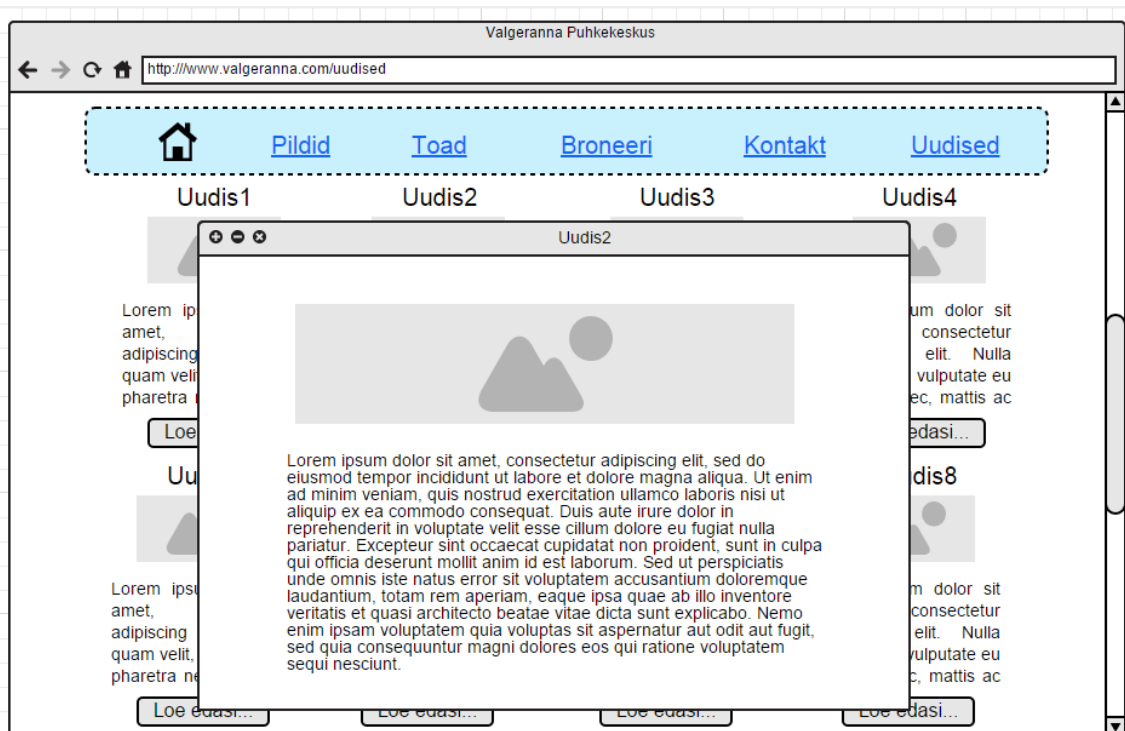 Valgeranna Puhkekeskus
http:///www.valgeranna.com/uudised
Pildid Toad Broneeri Kontakt Uudised
Uudis1 Uudis2 Uudis3 Uudis4
Uudis2
Lorem um dolor sit
amet, consectetur
adipiscing elit. Nulla
quam vulputate eu
pharetra mattis ac
Loe edasi...
Lorem ipsum dolor sit amet, consectetur adipiscing elit, sed do
eiusmod tempor incididunt ut labore et dolore magna aliqua. Ut enim
ad minim veniam, quis nostrud exercitation ullamco laboris nisi ut
aliquip ex ea commodo consequat. Duis aute irure dolor in
reprehenderit in voluptate velit esse cillum dolore eu fugiat nulla
pariatur. Excepteur sint occaecat cupidatat non proident, sunt in culpa
qui officia deserunt mollit anim id est laborum. Sed ut perspiciatis
unde omnis iste natus error sit voluptatem accusantium doloremque
laudantium, totam rem aperiam, eaque ipsa quae ab illo inventore
veritatis et quasi architecto beatae vitae dicta sunt explicabo. Nemo
enim ipsam voluptatem quia voluptas sit aspernatur aut odit aut fugit,
sed quia consequuntur magni dolores eos qui ratione voluptatem
sequi nesciunt.
dis8
Lorem dolor sit
amet, consectetur
adipiscing elit. Nulla
quam velit, vulputate eu
pharetra mattis ac
Loe edasi... Loe edasi... Loe edasi... Loe edasi...